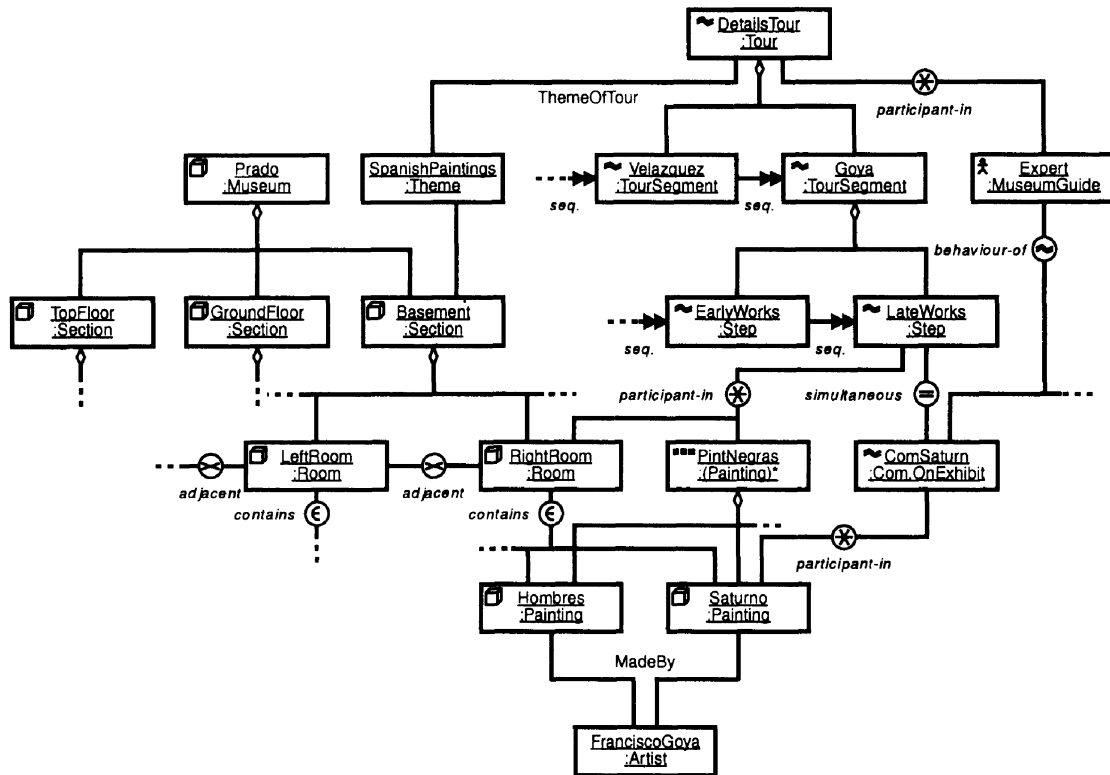 DetailsTour
:Tour
ThemeOfTour
participant-in
Prado
:Museum
SpanishPaintings
:Theme
Velazquez
:TourSegment
Goya
:TourSegment
Expert
:MuseumGuide
seq.
seq.
behaviour-of
TopFloor
:Section
GroundFloor
:Section
Basement
:Section
EarlyWorks
:Step
LateWorks
:Step
seq.
seq.
participant-in
simultaneous
LeftRoom
:Room
RightRoom
:Room
PintNegras
:(Painting)*
ComSaturn
:Com.OnExhibit
adjacent
adjacent
contains
contains
participant-in
Hombres
:Painting
Saturno
:Painting
MadeBy
FranciscoGoya
:Artist